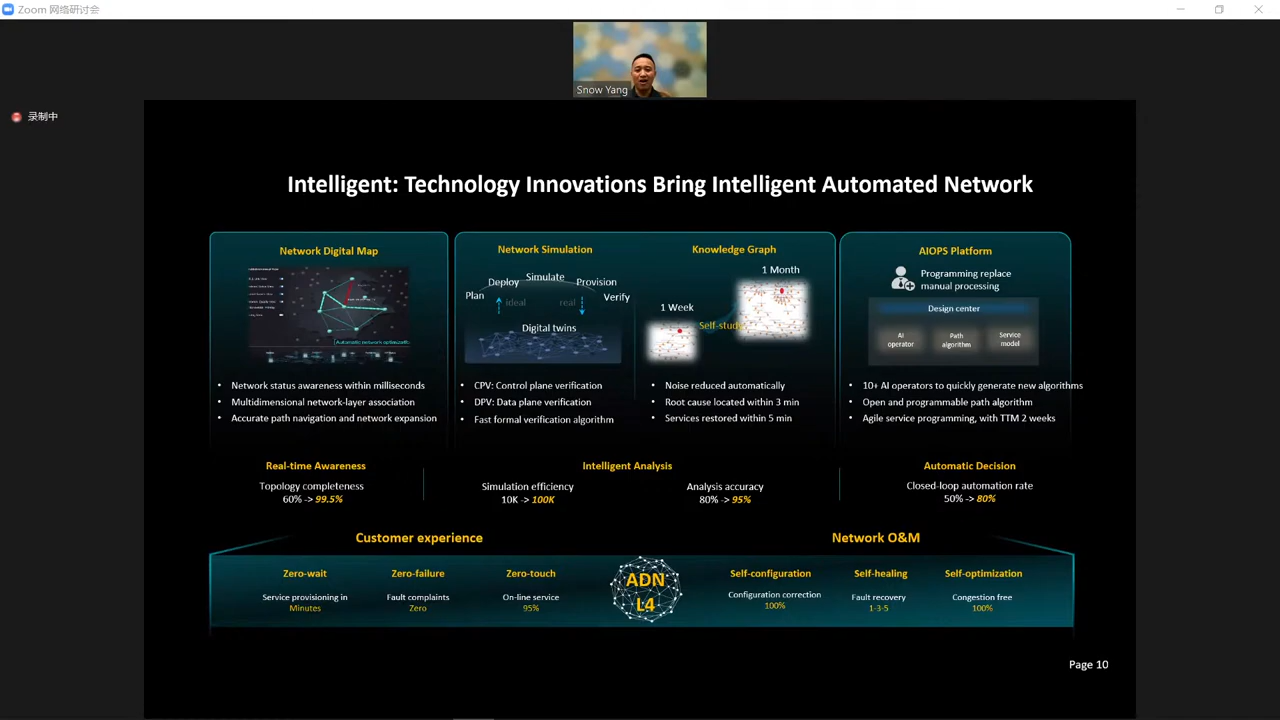 Zoom 网络研讨会
Snow Yang
录制中
Intelligent: Technology Innovations Bring Intelligent Automated Network
Network Digital Map
Network status awareness within milliseconds
Multidimensional network-layer association
Accurate path navigation and network expansion
Network Simulation
Plan
Deploy
Simulate
Provision
Verify
ideal
real
Digital twins
CPV: Control plane verification
DPV: Data plane verification
Fast formal verification algorithm
Knowledge Graph
1 Month
1 Week
Self-study
Noise reduced automatically
Root cause located within 3 min
Services restored within 5 min
AIOPS Platform
Programming replace
manual processing
Design center
AI
operator
Path
algorithm
Service
model
10+ AI operators to quickly generate new algorithms
Open and programmable path algorithm
Agile service programming, with TTM 2 weeks
Real-time Awareness
Topology completeness
60% -> 99.5%
Intelligent Analysis
Simulation efficiency
10K -> 100K
Analysis accuracy
80% -> 95%
Automatic Decision
Closed-loop automation rate
50% -> 80%
Customer experience
Network O&M
Zero-wait
Service provisioning in
Minutes
Zero-failure
Fault complaints
Zero
Zero-touch
On-line service
95%
ADN
L4
Self-configuration
Configuration correction
100%
Self-healing
Fault recovery
1-3-5
Self-optimization
Congestion free
100%
Page 10